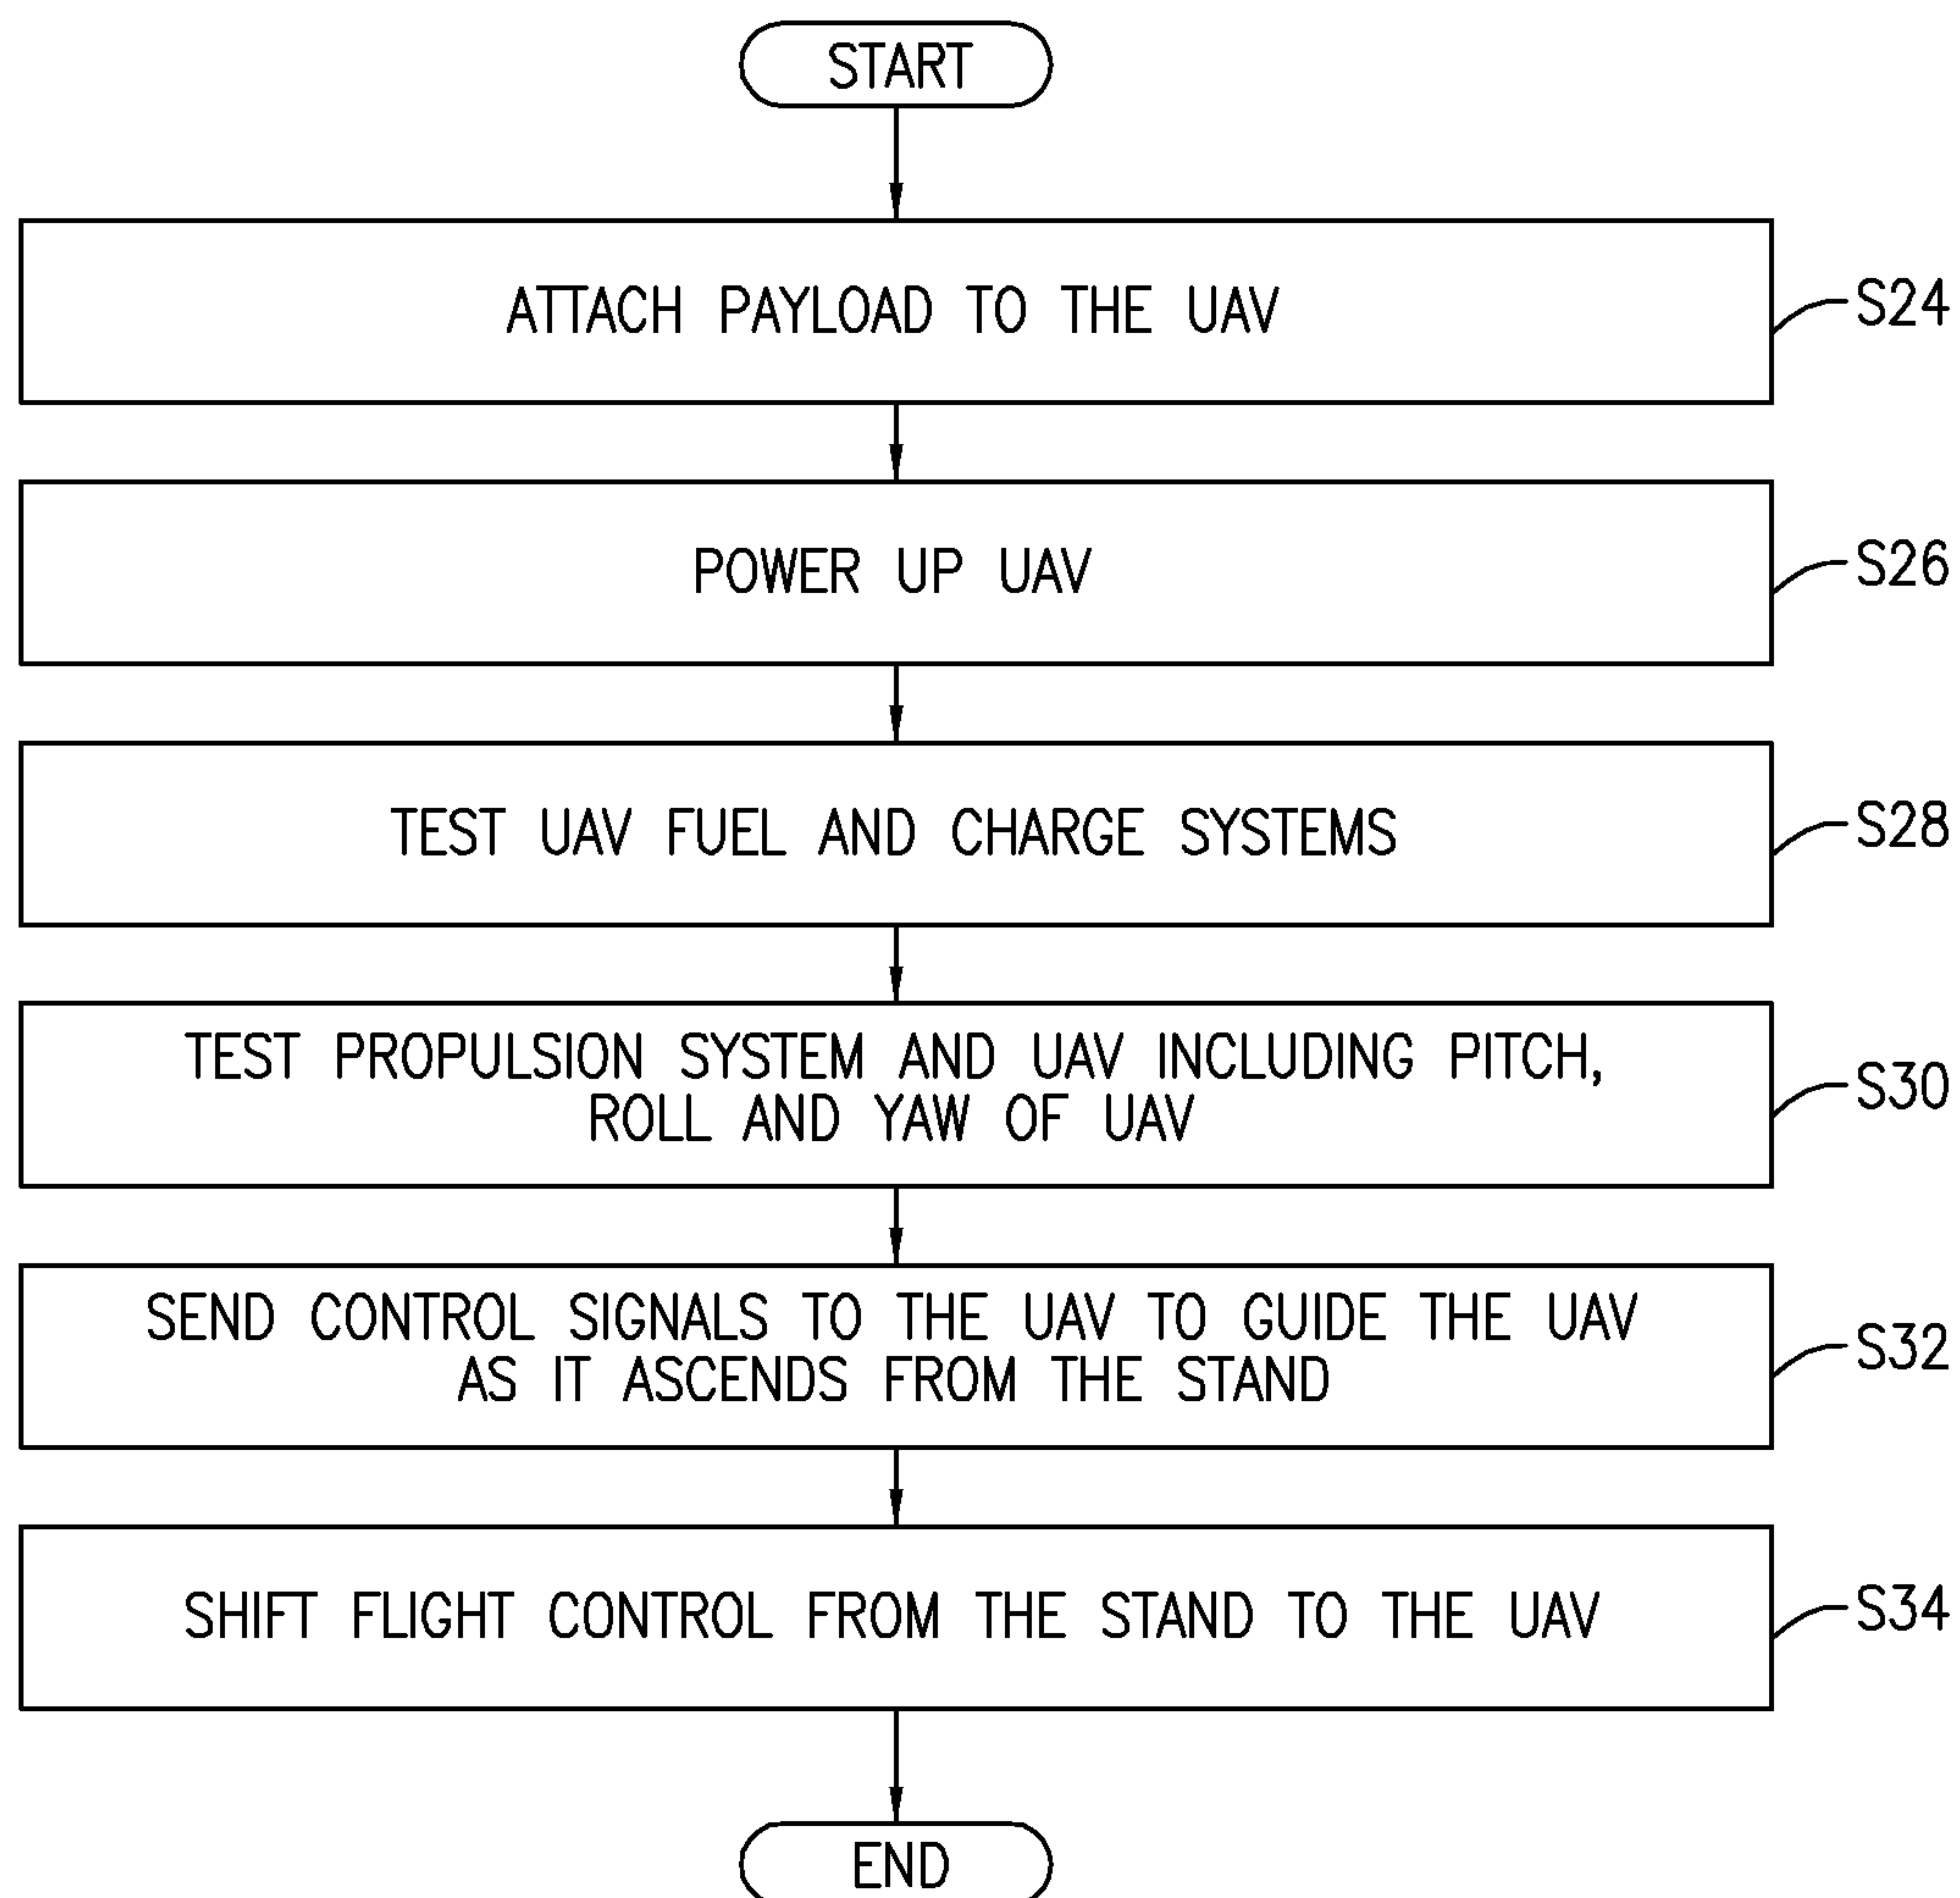 START
ATTACH PAYLOAD TO THE UAV
S24
POWER UP UAV
S26
TEST UAV FUEL AND CHARGE SYSTEMS
S28
TEST PROPULSION SYSTEM AND UAV INCLUDING PITCH,
ROLL AND YAW OF UAV
S30
SEND CONTROL SIGNALS TO THE UAV TO GUIDE THE UAV
AS IT ASCENDS FROM THE STAND
S32
SHIFT FLIGHT CONTROL FROM THE STAND TO THE UAV
S34
END